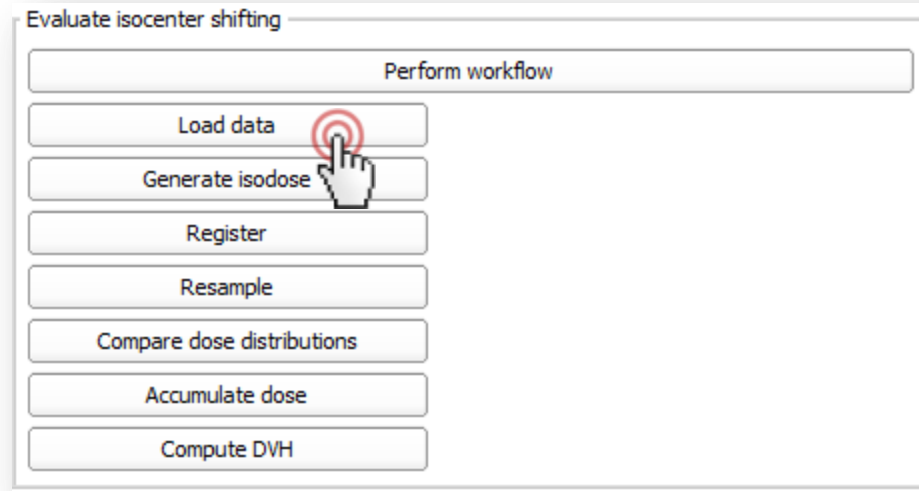 Evaluate isocenter shifting
Perform workflow
Load data
Generate isodose
Register
Resample
Compare dose distributions
Accumulate dose
Compute DVH